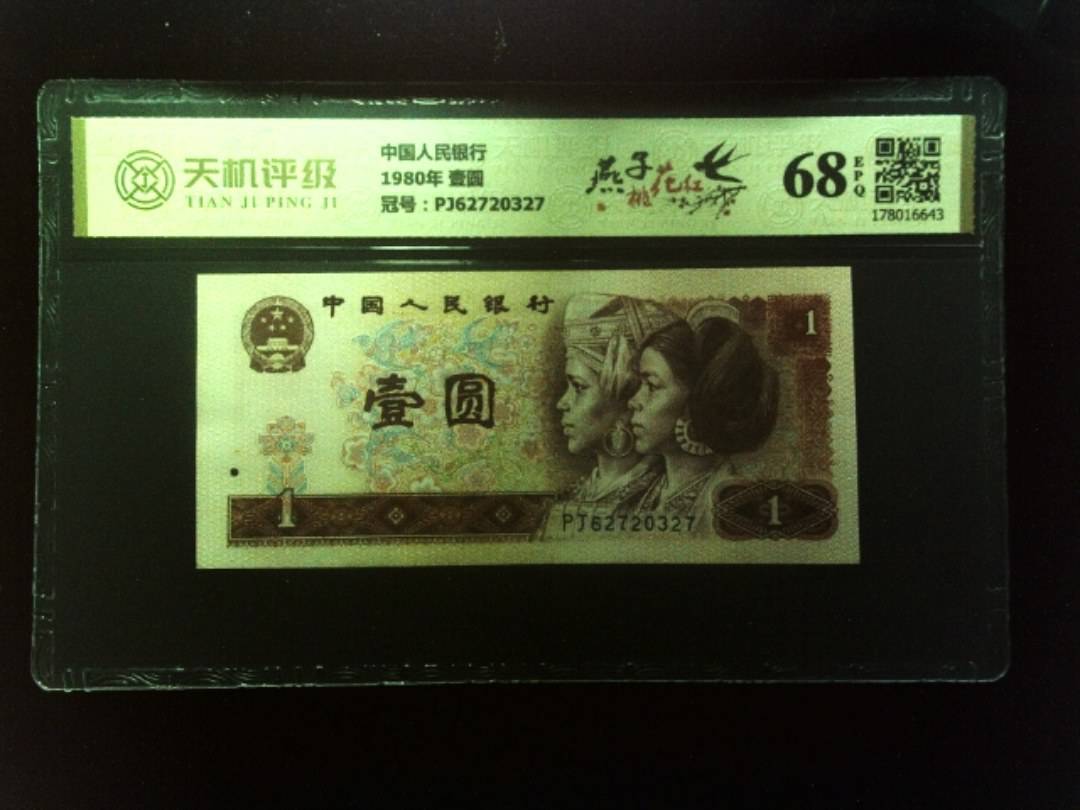 天机评级
TIAN JI PING JI
中国人民银行
1980年 壹圆
冠号：PJ62720327
燕子
桃花红
68
EPQ
178016643
中国人民银行
壹圆
1
1
PJ62720327
1